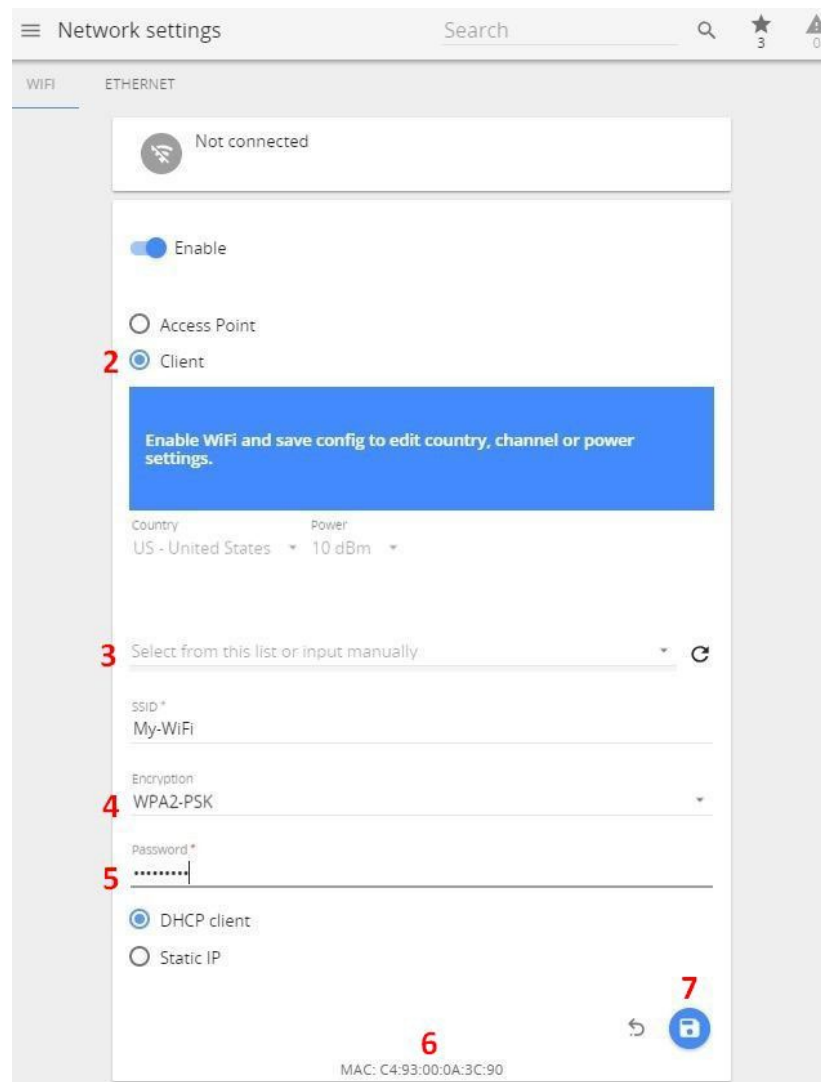 Network settings
Search
3
0
WIFI
ETHERNET
Not connected
Enable
Access Point
2
Client
Enable WiFi and save config to edit country, channel or power
settings.
Country
Power
US - United States
10 dBm
3
Select from this list or input manually
SSID *
My-WiFi
Encryption
4
WPA2-PSK
Password *
5
•••••••••
DHCP client
Static IP
7
6
MAC: C4:93:00:0A:3C:90